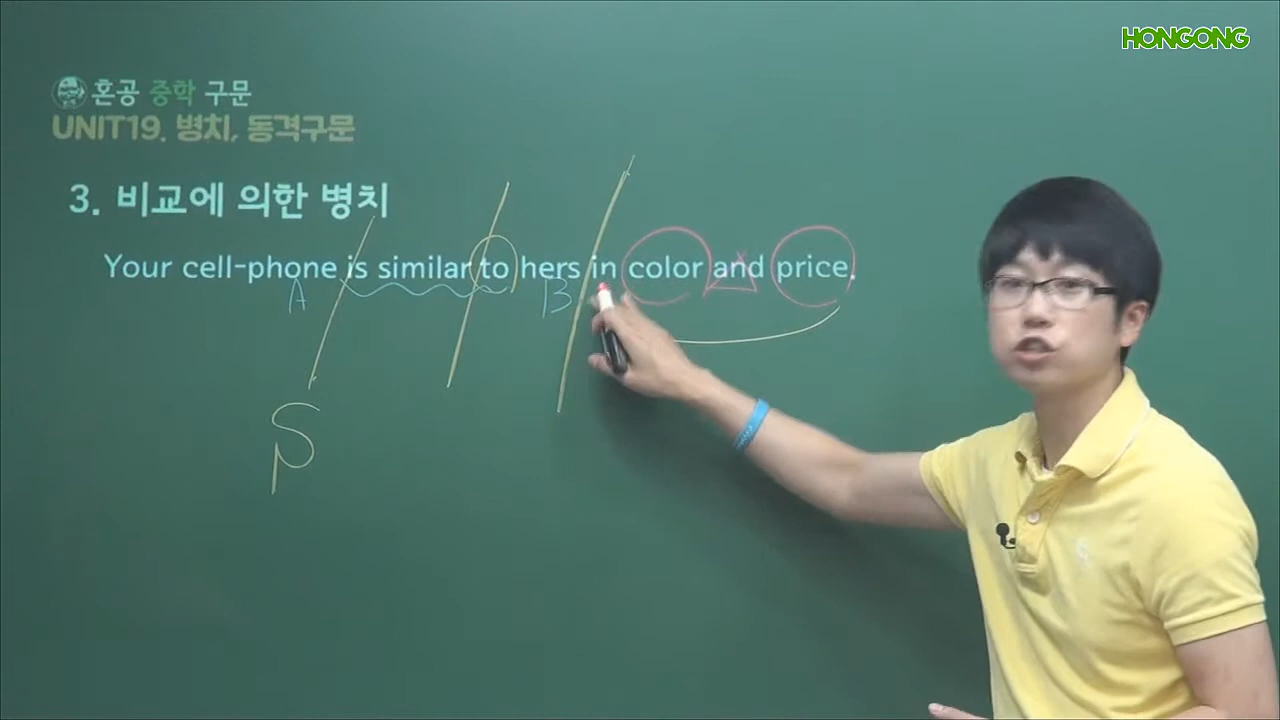 HONGONG
혼공 중학 구문
UNIT19. 병치, 동격구문
3. 비교에 의한 병치
Your cell-phone is similar to hers in color and price.
A B
S